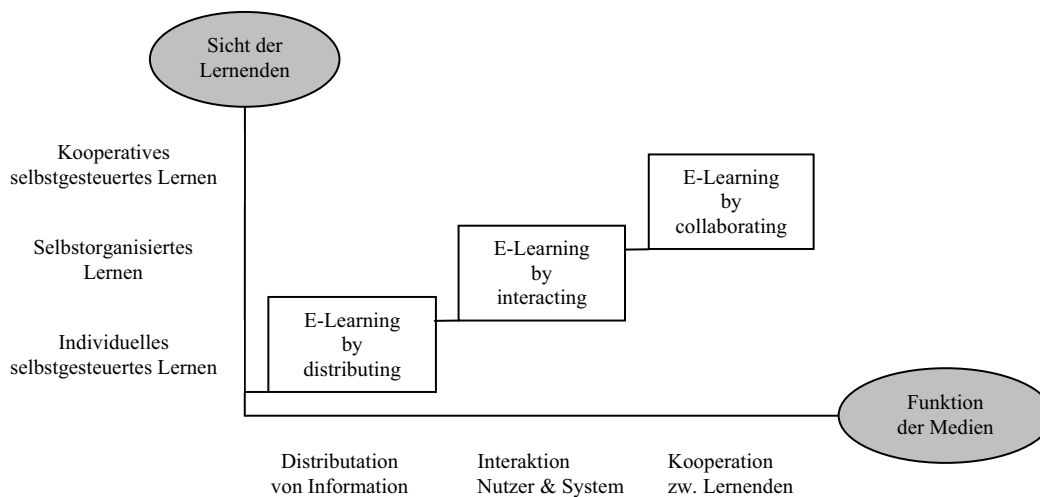 Sicht der
Lernenden
Kooperatives
selbstgesteuertes Lernen
E-Learning
by
collaborating
Selbstorganisiertes
Lernen
E-Learning
by
interacting
E-Learning
by
distributing
Individuelles
selbstgesteuertes Lernen
Funktion
der Medien
Distributation
von Information
Interaktion
Nutzer & System
Kooperation
zw. Lernenden